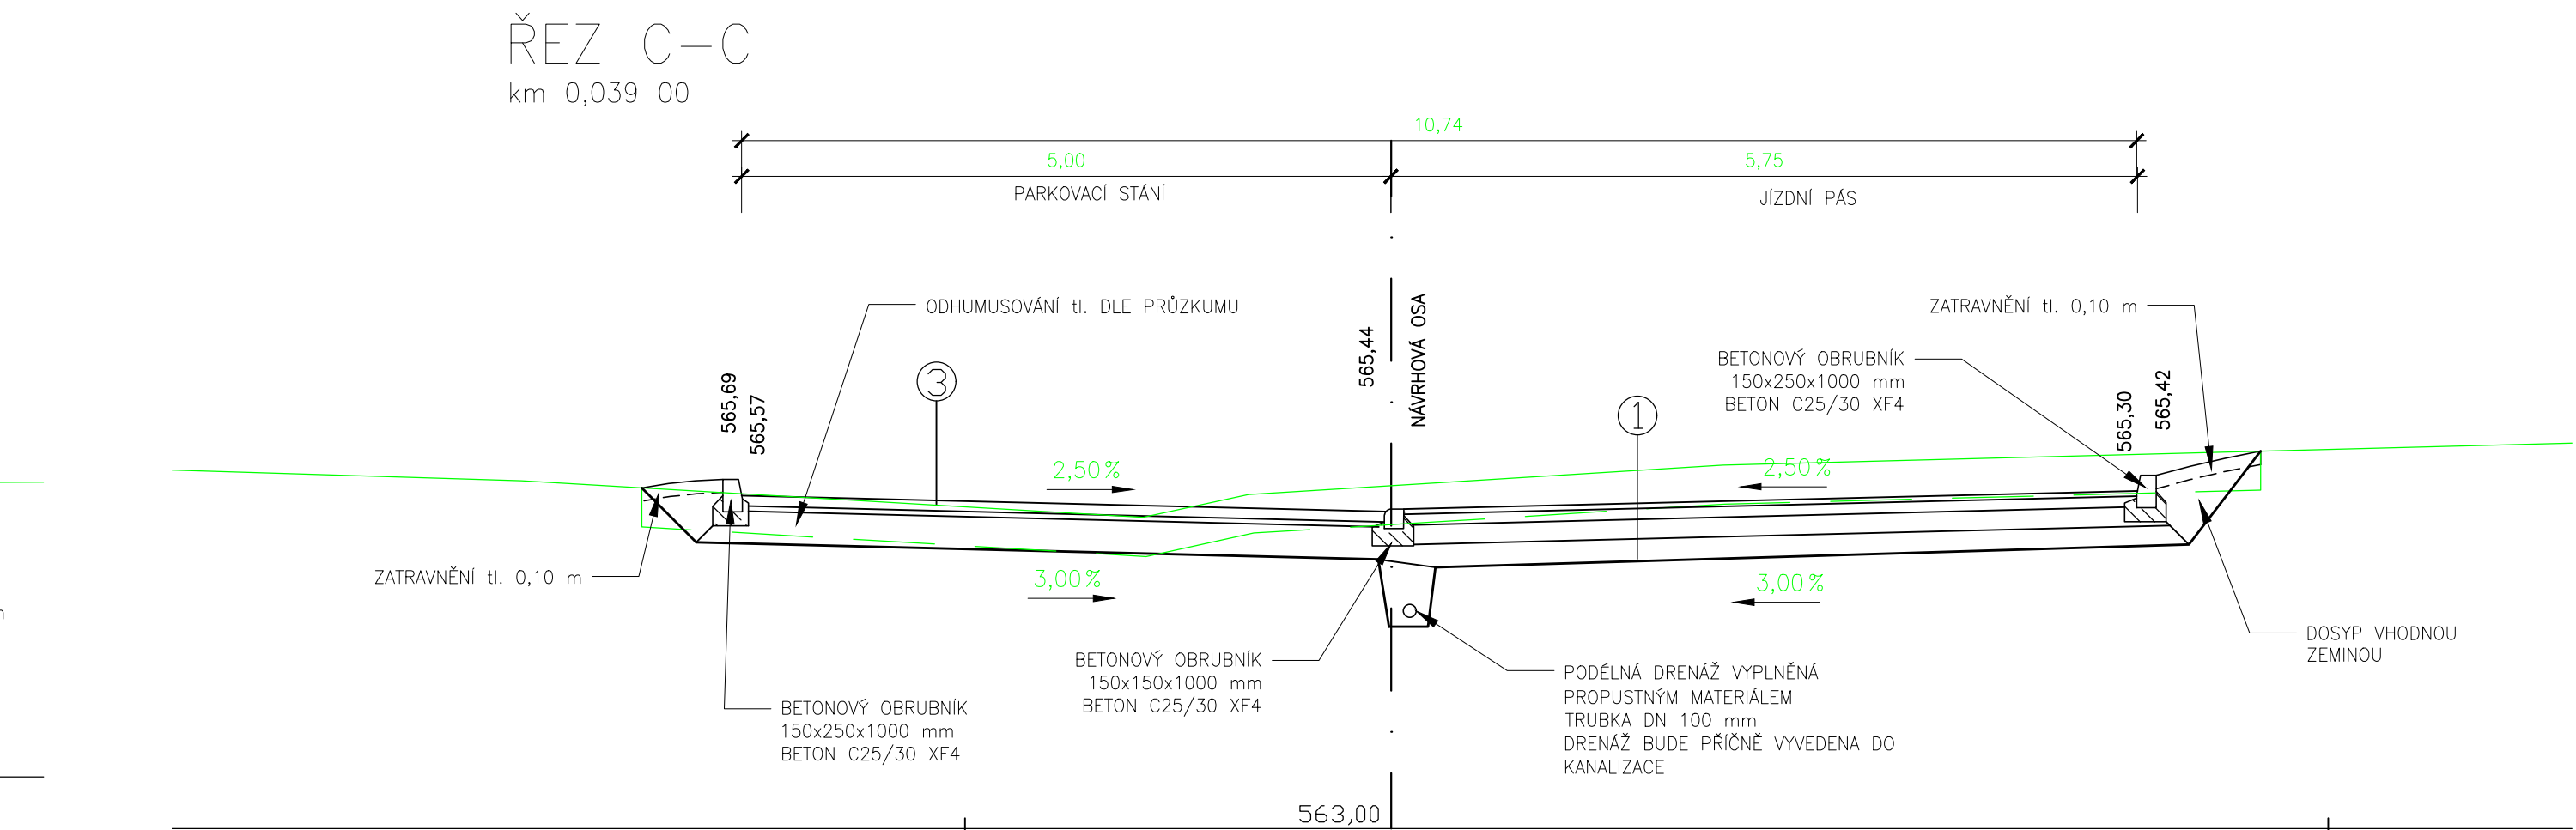 ŘEZ C–C
km 0,039 00
10,74
5,00
5,75
PARKOVACÍ STÁNÍ
JÍZDNÍ PÁS
ODHUMUSOVÁNÍ tl. DLE PRŮZKUMU
565,44
NÁVRHOVÁ OSA
ZATRAVNĚNÍ tl. 0,10 m
BETONOVÝ OBRUBNÍK
150x250x1000 mm
BETON C25/30 XF4
565,69
565,57
3
1
565,30
565,42
2,50%
2,50%
3,00%
3,00%
ZATRAVNĚNÍ tl. 0,10 m
DOSYP VHODNOU
ZEMINOU
BETONOVÝ OBRUBNÍK
150x150x1000 mm
BETON C25/30 XF4
PODÉLNÁ DRENÁŽ VYPLNĚNÁ
PROPUSTNÝM MATERIÁLEM
TRUBKA DN 100 mm
DRENÁŽ BUDE PŘÍČNĚ VYVEDENA DO
KANALIZACE
BETONOVÝ OBRUBNÍK
150x250x1000 mm
BETON C25/30 XF4
563,00